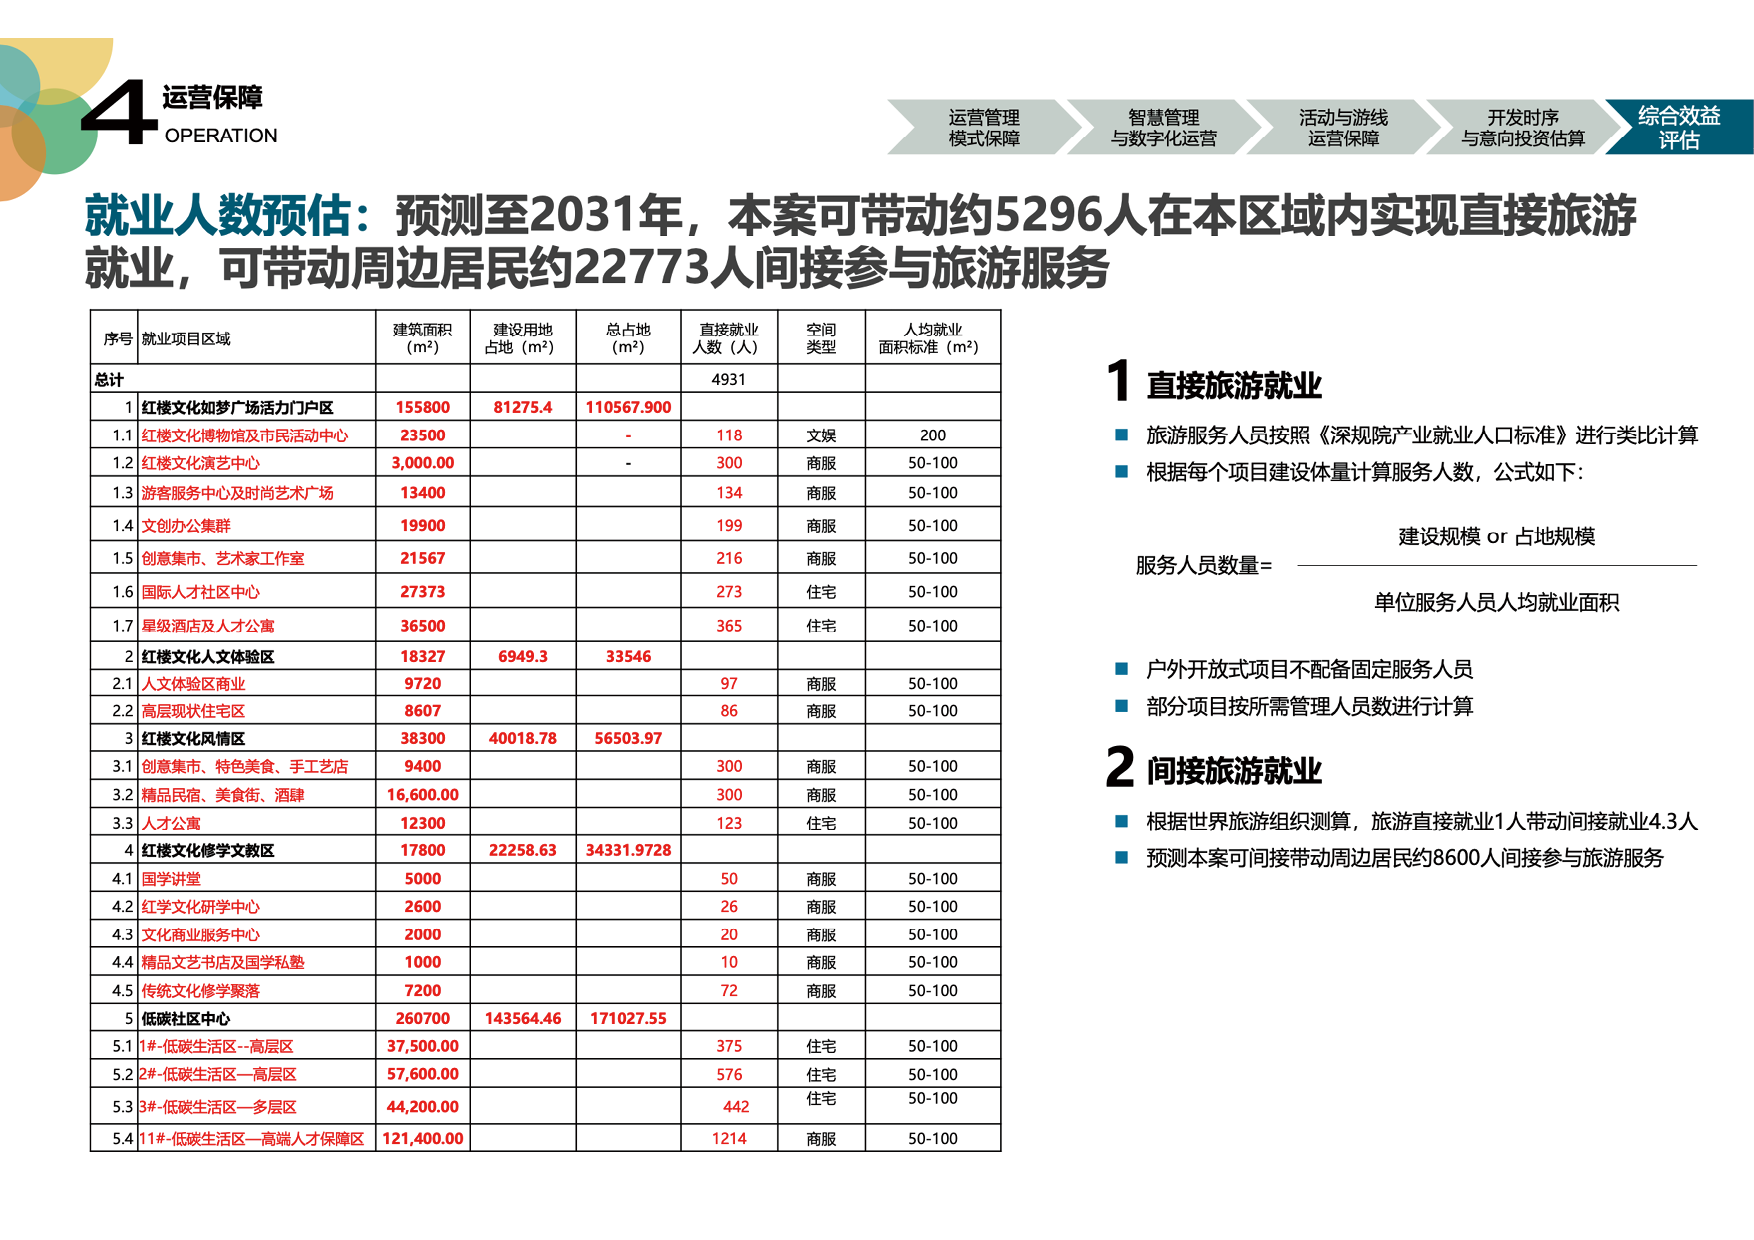 4 运营保障
OPERATION
运营管理
模式保障
智慧管理
与数字化运营
活动与游线
运营保障
开发时序
与意向投资估算
综合效益
评估
就业人数预估：预测至2031年，本案可带动约5296人在本区域内实现直接旅游
就业，可带动周边居民约22773人间接参与旅游服务
序号 就业项目区域 建筑面积（m²） 建设用地占地（m²） 总占地（m²） 直接就业人数（人） 空间类型 人均就业面积标准（m²）
总计 4931
1 红楼文化如梦广场活力门户区 155800 81275.4 110567.900
1.1 红楼文化博物馆及市民活动中心 23500 - 118 文娱 200
1.2 红楼文化演艺中心 3,000.00 - 300 商服 50-100
1.3 游客服务中心及时尚艺术广场 13400 134 商服 50-100
1.4 文创办公集群 19900 199 商服 50-100
1.5 创意集市、艺术家工作室 21567 216 商服 50-100
1.6 国际人才社区中心 27373 273 住宅 50-100
1.7 星级酒店及人才公寓 36500 365 住宅 50-100
2 红楼文化人文体验区 18327 6949.3 33546
2.1 人文体验区商业 9720 97 商服 50-100
2.2 高层现状住宅区 8607 86 商服 50-100
3 红楼文化风情区 38300 40018.78 56503.97
3.1 创意集市、特色美食、手工艺店 9400 300 商服 50-100
3.2 精品民宿、美食街、酒肆 16,600.00 300 商服 50-100
3.3 人才公寓 12300 123 住宅 50-100
4 红楼文化修学文教区 17800 22258.63 34331.9728
4.1 国学讲堂 5000 50 商服 50-100
4.2 红学文化研学中心 2600 26 商服 50-100
4.3 文化商业服务中心 2000 20 商服 50-100
4.4 精品文艺书店及国学私塾 1000 10 商服 50-100
4.5 传统文化修学聚落 7200 72 商服 50-100
5 低碳社区中心 260700 143564.46 171027.55
5.1 1#-低碳生活区--高层区 37,500.00 375 住宅 50-100
5.2 2#-低碳生活区—高层区 57,600.00 576 住宅 50-100
5.3 3#-低碳生活区—多层区 44,200.00 442 住宅 50-100
5.4 11#-低碳生活区—高端人才保障区 121,400.00 1214 商服 50-100
1 直接旅游就业
旅游服务人员按照《深规院产业就业人口标准》进行类比计算
根据每个项目建设体量计算服务人数，公式如下：
建设规模 or 占地规模
服务人员数量=
单位服务人员人均就业面积
户外开放式项目不配备固定服务人员
部分项目按所需管理人员数进行计算
2 间接旅游就业
根据世界旅游组织测算，旅游直接就业1人带动间接就业4.3人
预测本案可间接带动周边居民约8600人间接参与旅游服务